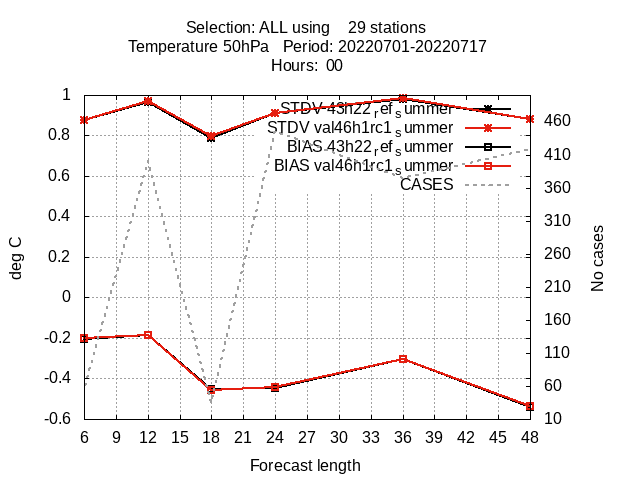 Selection: ALL using    29 stations
Temperature 50hPa   Period: 20220701-20220717
Hours:  00
STDV 43h22_ref_summer
STDV val46h1rc1_summer
BIAS 43h22_ref_summer
BIAS val46h1rc1_summer
CASES
1
0.8
0.6
0.4
0.2
0
-0.2
-0.4
-0.6
deg C
460
410
360
310
260
210
160
110
60
10
No cases
6 9 12 15 18 21 24 27 30 33 36 39 42 45 48
Forecast length